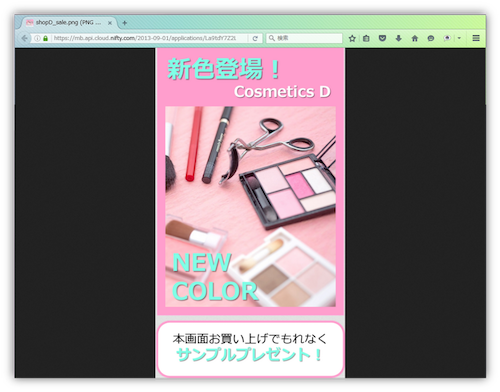 shopD_sale.png (PNG ...
https://mb.api.cloud.nifty.com/2013-09-01/applications/La9bdY7Z2L
検索
新色登場！
Cosmetics D
NEW
COLOR
本画面お買い上げでもれなく
サンプルプレゼント！